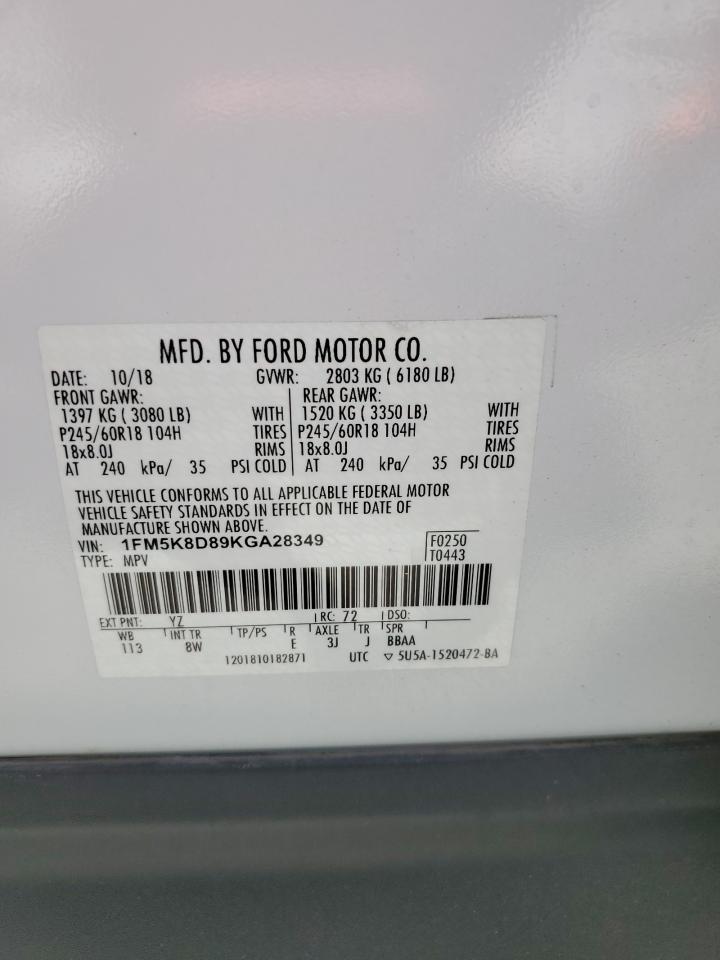 MFD. BY FORD MOTOR CO.
DATE: 10/18 GVWR: 2803 KG ( 6180 LB)
FRONT GAWR: REAR GAWR:
1397 KG ( 3080 LB) WITH 1520 KG ( 3350 LB) WITH
P245/60R18 104H TIRES P245/60R18 104H TIRES
18x8.0J RIMS 18x8.0J RIMS
AT 240 kPa/ 35 PSI COLD AT 240 kPa/ 35 PSI COLD
THIS VEHICLE CONFORMS TO ALL APPLICABLE FEDERAL MOTOR
VEHICLE SAFETY STANDARDS IN EFFECT ON THE DATE OF
MANUFACTURE SHOWN ABOVE.
VIN: 1FM5K8D89KGA28349 F0250
TYPE: MPV T0443
EXT PNT: YZ RC: 72 DSO:
WB INT TR TP/PS R AXLE TR SPR
113 8W E 3J J BBAA
1201810182871 UTC ▽ 5U5A-1520472-BA